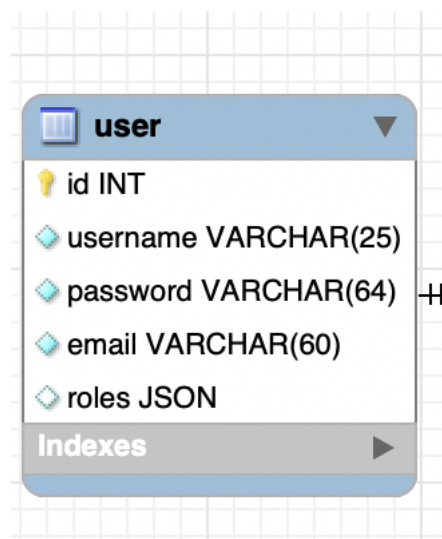 user
id INT
username VARCHAR(25)
password VARCHAR(64)
email VARCHAR(60)
roles JSON
Indexes